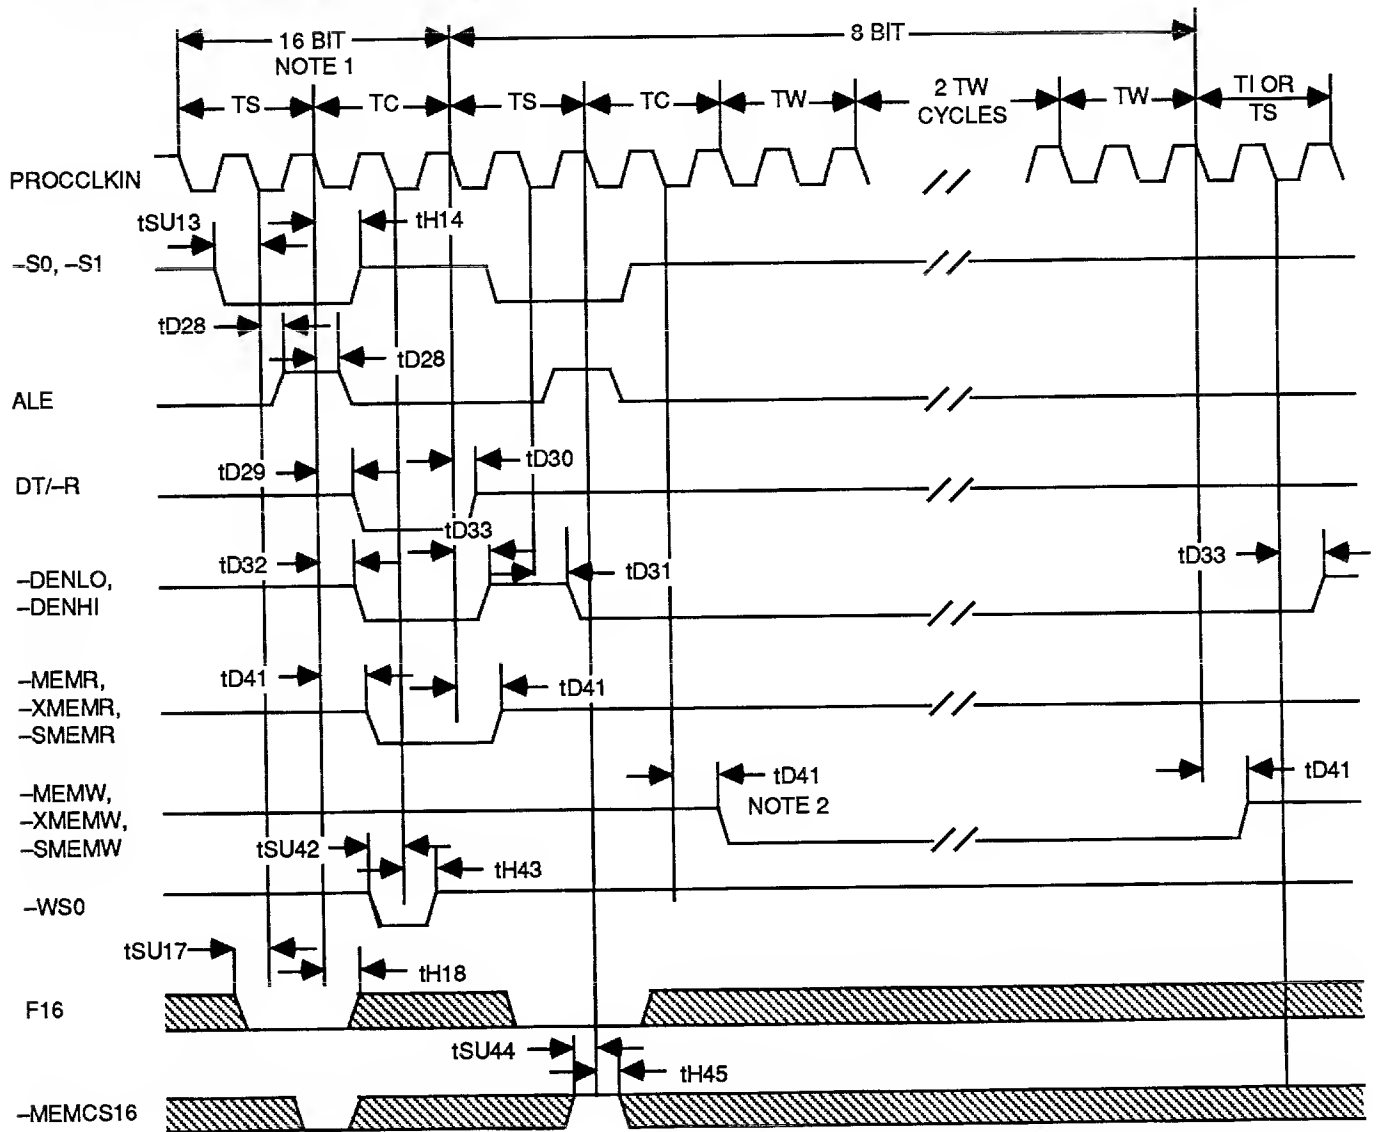 16 BIT
NOTE 1
8 BIT
TS
TC
TS
TC
TW
2 TW
CYCLES
TW
TI OR
TS
PROCCLKIN
tSU13
tH14
–S0, –S1
tD28
tD28
ALE
tD29
tD30
DT/–R
tD33
tD32
tD31
tD33
–DENLO,
–DENHI
–MEMR,
–XMEMR,
–SMEMR
tD41
tD41
–MEMW,
–XMEMW,
–SMEMW
tD41
NOTE 2
tD41
tSU42
tH43
–WS0
tSU17
tH18
F16
tSU44
tH45
–MEMCS16